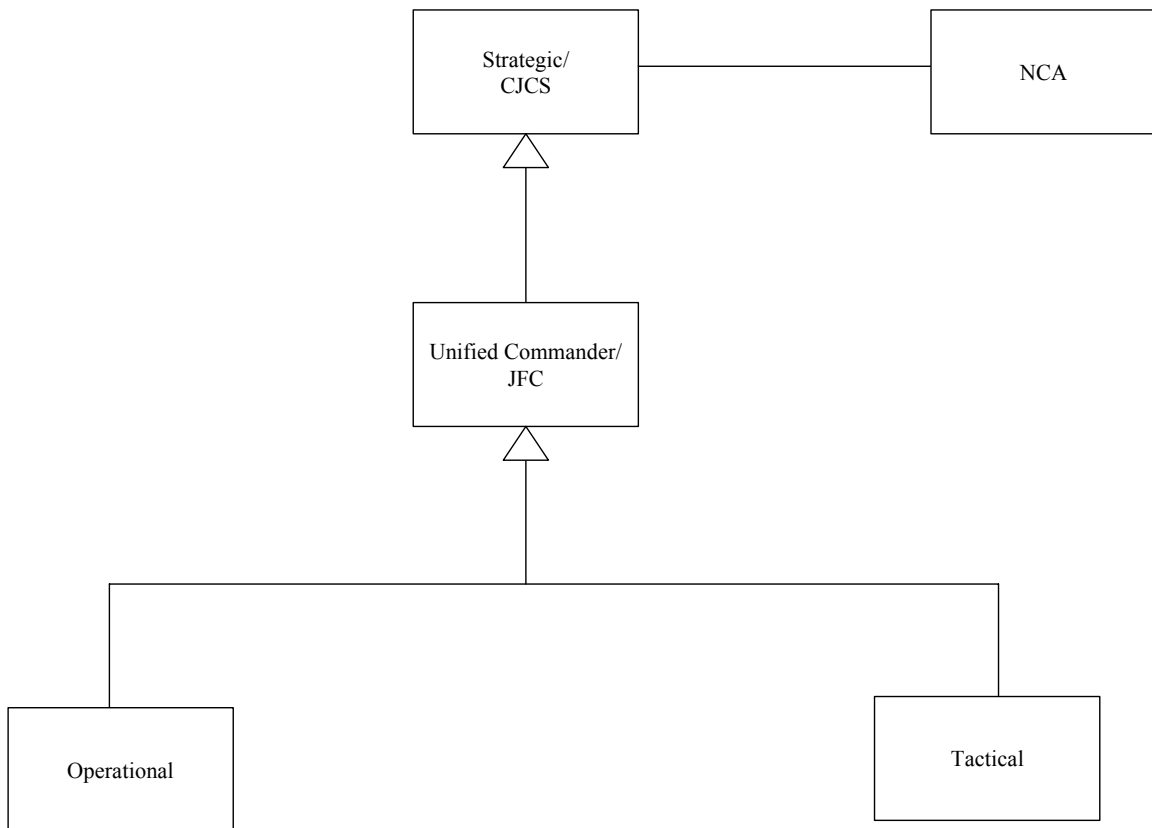 Strategic/
CJCS
NCA
Unified Commander/
JFC
Operational
Tactical